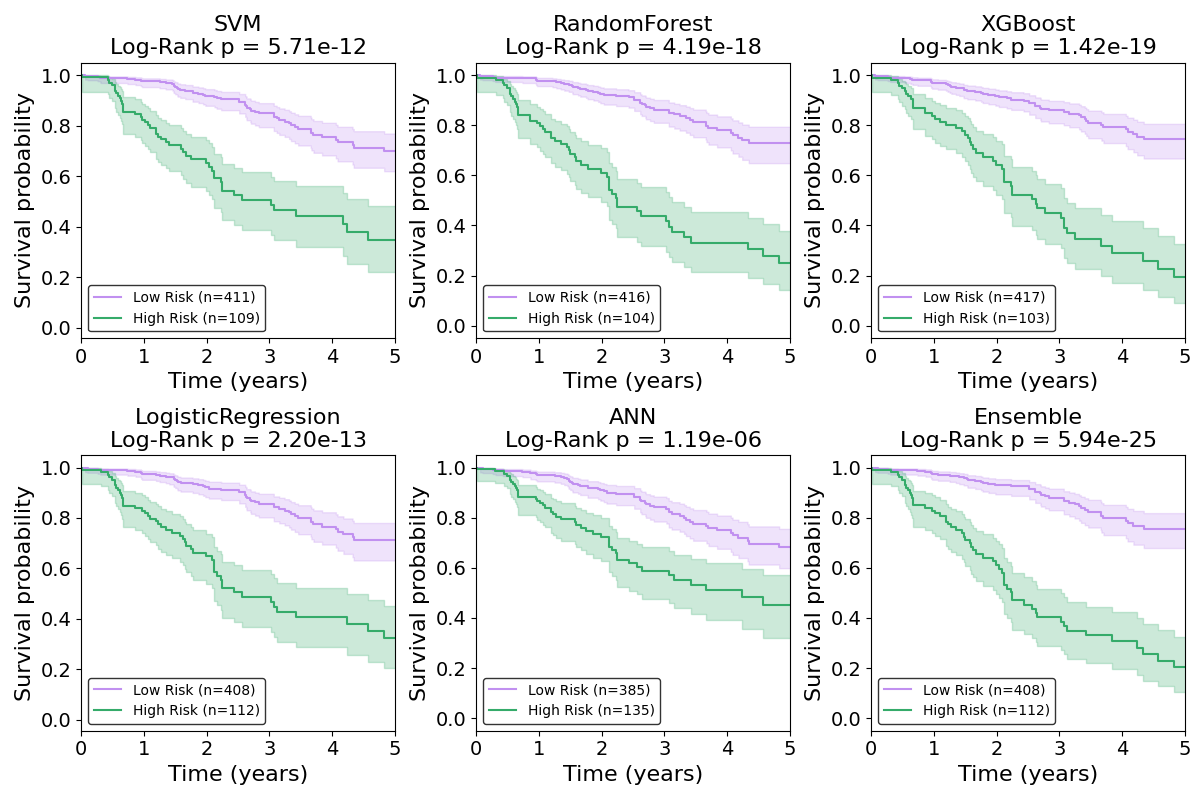 SVM
Log-Rank p = 5.71e-12
Survival probability
1.0
0.8
0.6
0.4
0.2
0.0
Low Risk (n=411)
High Risk (n=109)
0 1 2 3 4 5
Time (years)
RandomForest
Log-Rank p = 4.19e-18
Survival probability
1.0
0.8
0.6
0.4
0.2
0.0
Low Risk (n=416)
High Risk (n=104)
0 1 2 3 4 5
Time (years)
XGBoost
Log-Rank p = 1.42e-19
Survival probability
1.0
0.8
0.6
0.4
0.2
0.0
Low Risk (n=417)
High Risk (n=103)
0 1 2 3 4 5
Time (years)
LogisticRegression
Log-Rank p = 2.20e-13
Survival probability
1.0
0.8
0.6
0.4
0.2
0.0
Low Risk (n=408)
High Risk (n=112)
0 1 2 3 4 5
Time (years)
ANN
Log-Rank p = 1.19e-06
Survival probability
1.0
0.8
0.6
0.4
0.2
0.0
Low Risk (n=385)
High Risk (n=135)
0 1 2 3 4 5
Time (years)
Ensemble
Log-Rank p = 5.94e-25
Survival probability
1.0
0.8
0.6
0.4
0.2
0.0
Low Risk (n=408)
High Risk (n=112)
0 1 2 3 4 5
Time (years)